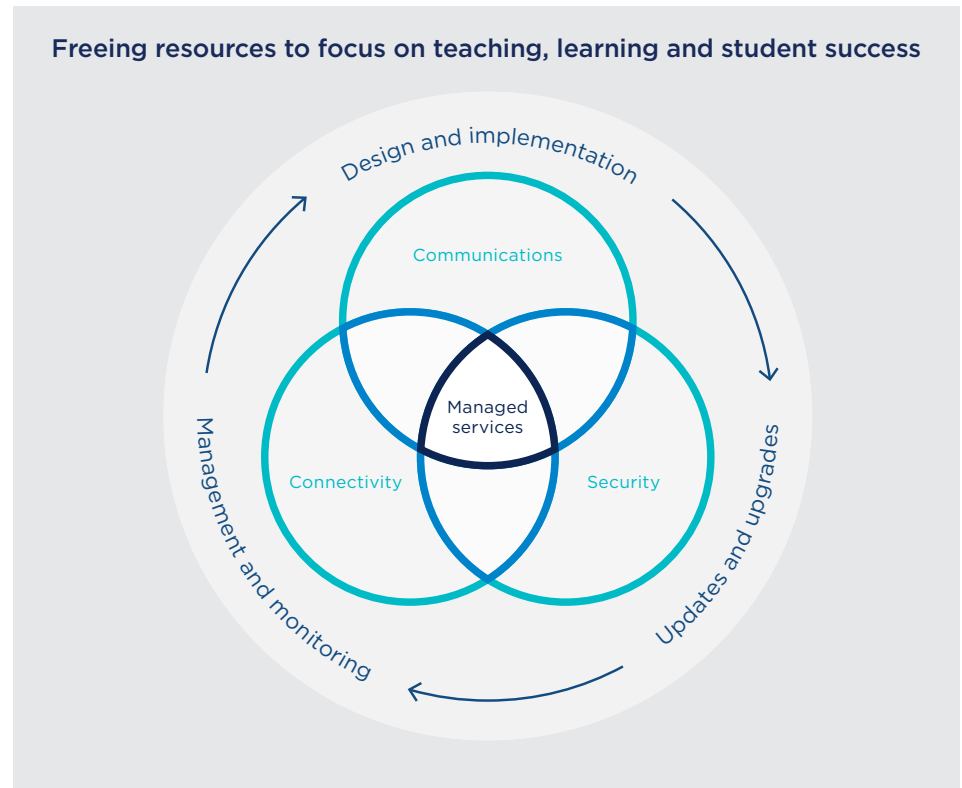 Freeing resources to focus on teaching, learning and student success
Design and implementation
Communications
Managed
services
Connectivity
Security
Management and monitoring
Updates and upgrades